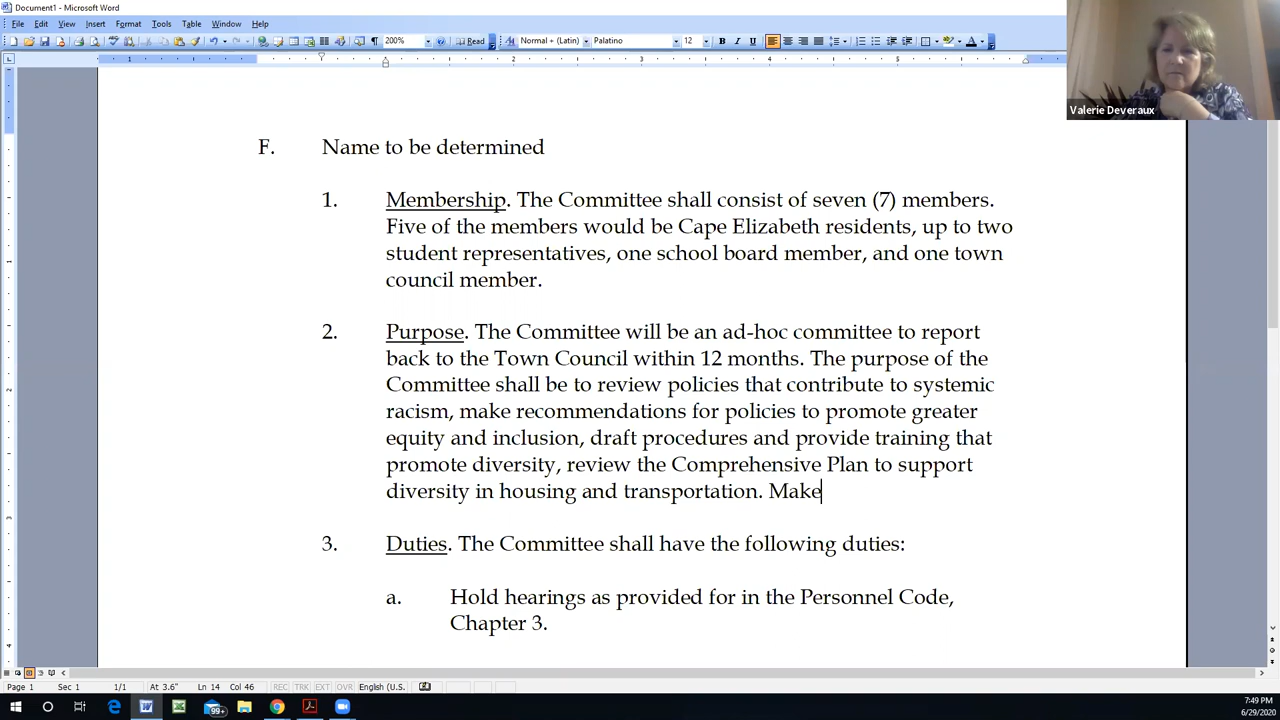 Document1 - Microsoft Word
File Edit View Insert Format Tools Table Window Help
200% Read Normal + (Latin) Palatino 12 B I U
1 1 2 3 4 5
Valerie Deveraux
F. Name to be determined
1. Membership. The Committee shall consist of seven (7) members.
Five of the members would be Cape Elizabeth residents, up to two
student representatives, one school board member, and one town
council member.
2. Purpose. The Committee will be an ad-hoc committee to report
back to the Town Council within 12 months. The purpose of the
Committee shall be to review policies that contribute to systemic
racism, make recommendations for policies to promote greater
equity and inclusion, draft procedures and provide training that
promote diversity, review the Comprehensive Plan to support
diversity in housing and transportation. Make
3. Duties. The Committee shall have the following duties:
a. Hold hearings as provided for in the Personnel Code,
Chapter 3.
Page 1 Sec 1 1/1 At 3.6" Ln 14 Col 46 REC TRK EXT OVR English (U.S.
99+
7:49 PM
6/29/2020